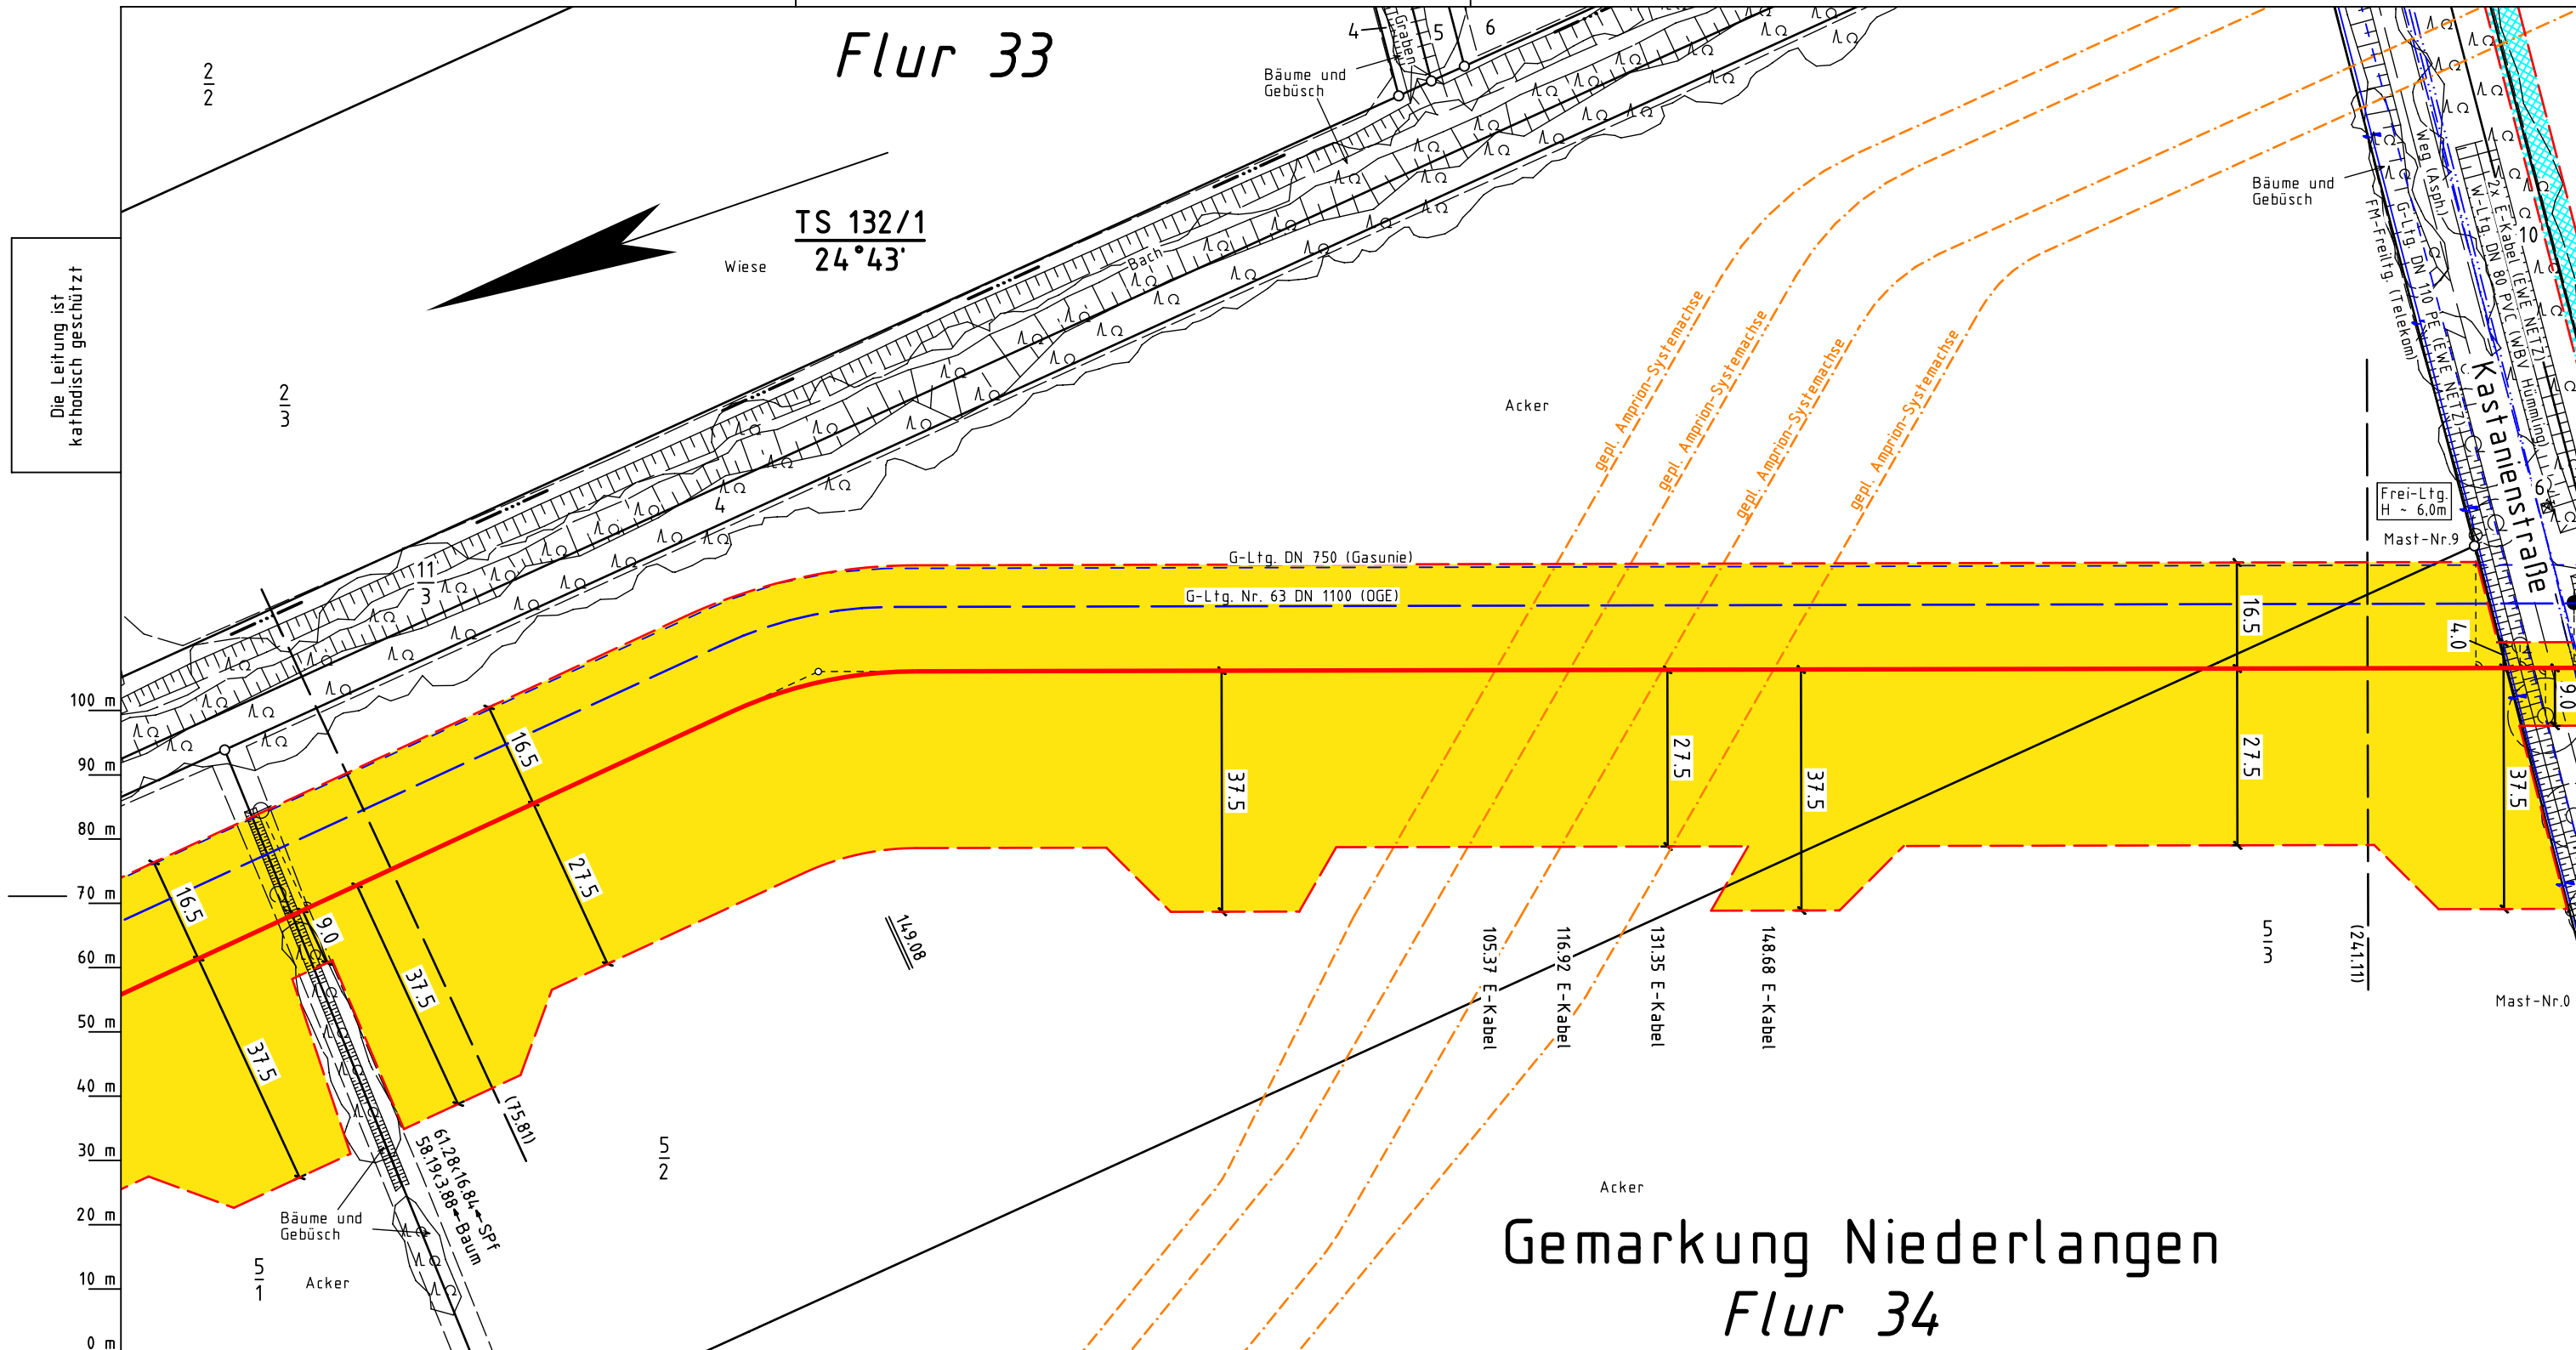 Flur 33
2
2
4
Graben
5
6
Bäume und
Gebüsch
TS 132/1
24°43'
Wiese
Bach
Die Leitung ist
kathodisch geschützt
2
3
Acker
gepl. Amprion-Systemachse
gepl. Amprion-Systemachse
gepl. Amprion-Systemachse
gepl. Amprion-Systemachse
Bäume und
Gebüsch
FM-Freiltg. (Telekom)
G-Ltg. DN 110 PE (EWE NETZ)
Weg (Asph)
2x E-Kabel (EWE NETZ)
W-Ltg. DN 80 PVC (WBV Hümmling)
10
Kastanienstraße
6
Frei-Ltg.
H ~ 6,0m
Mast-Nr.9
4
11
3
G-Ltg. DN 750 (Gasunie)
G-Ltg. Nr. 63 DN 1100 (OGE)
16.5
4.0
9.0
27.5
37.5
37.5
27.5
37.5
16.5
27.5
16.5
9.0
37.5
37.5
100 m
90 m
80 m
70 m
60 m
50 m
40 m
30 m
20 m
10 m
0 m
149.08
105.37 E-Kabel
116.92 E-Kabel
131.35 E-Kabel
148.68 E-Kabel
5
3
(241.11)
Mast-Nr.0
(75.81)
61.28<16.84←SPf
58.19<3.88←Baum
5
2
Bäume und
Gebüsch
5
1
Acker
Acker
Gemarkung Niederlangen
Flur 34